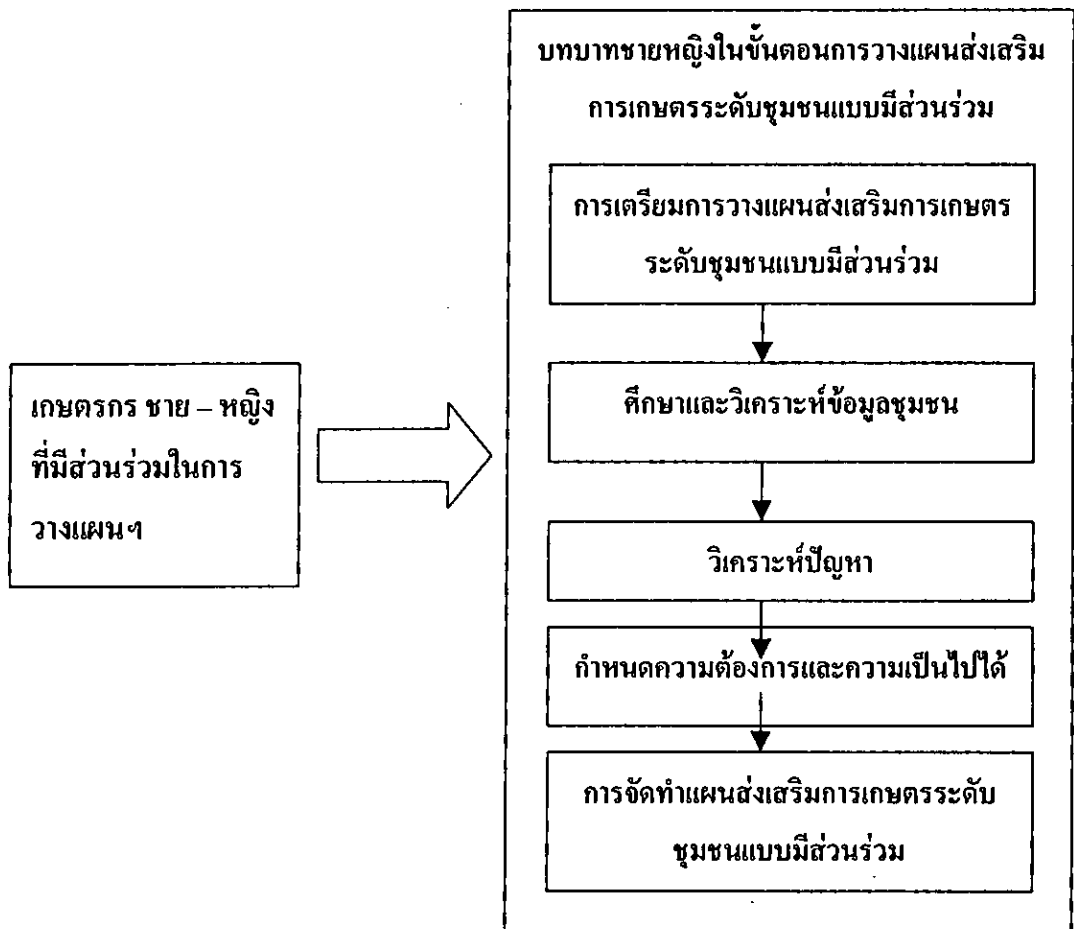 บทบาทชายหญิงในขั้นตอนการวางแผนส่งเสริม
การเกษตรระดับชุมชนแบบมีส่วนร่วม
การเตรียมการวางแผนส่งเสริมการเกษตร
ระดับชุมชนแบบมีส่วนร่วม
ศึกษาและวิเคราะห์ข้อมูลชุมชน
เกษตรกร ชาย – หญิง
ที่มีส่วนร่วมในการ
วางแผนฯ
วิเคราะห์ปัญหา
กำหนดความต้องการและความเป็นไปได้
การจัดทำแผนส่งเสริมการเกษตรระดับ
ชุมชนแบบมีส่วนร่วม